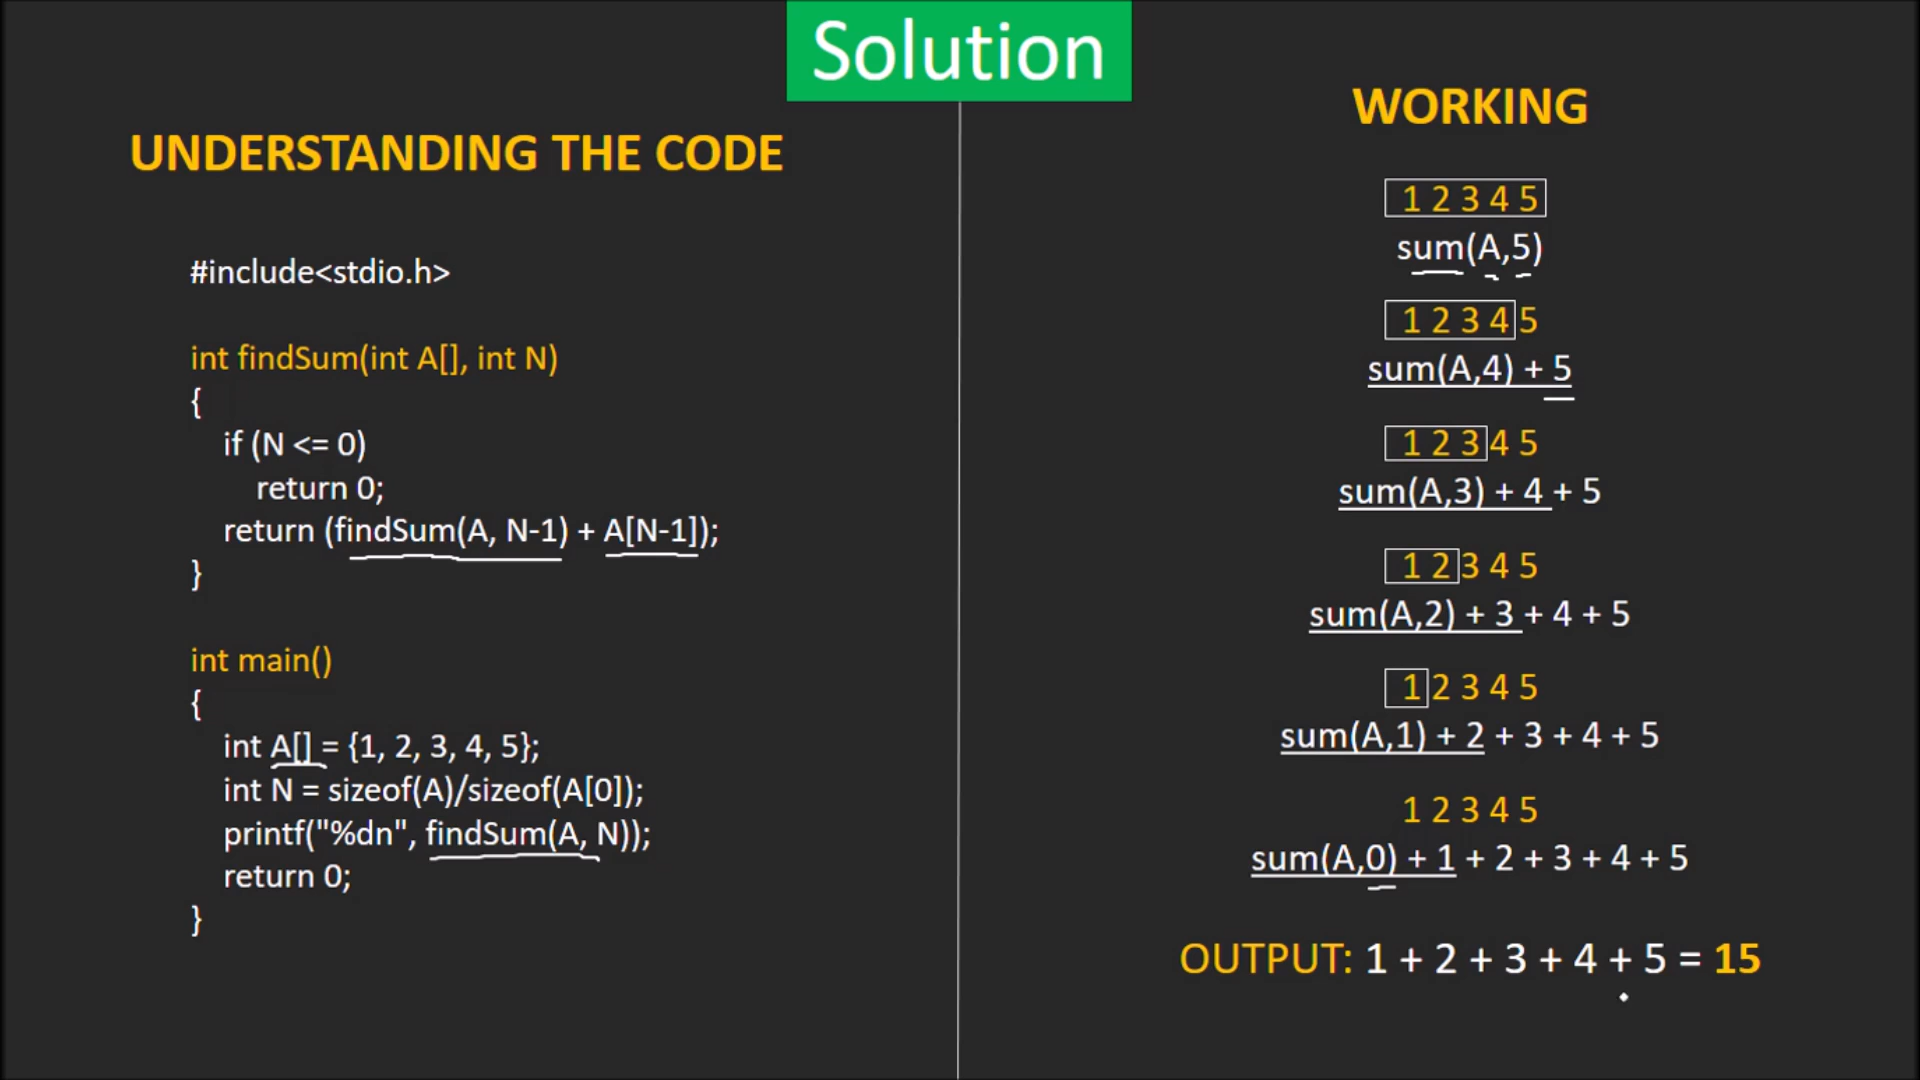 Solution
UNDERSTANDING THE CODE
#include<stdio.h>
int findSum(int A[], int N)
{
if (N <= 0)
return 0;
return (findSum(A, N-1) + A[N-1]);
}
int main()
{
int A[] = {1, 2, 3, 4, 5};
int N = sizeof(A)/sizeof(A[0]);
printf("%dn", findSum(A, N));
return 0;
}
WORKING
1 2 3 4 5
sum(A,5)
1 2 3 4 5
sum(A,4) + 5
1 2 3 4 5
sum(A,3) + 4 + 5
1 2 3 4 5
sum(A,2) + 3 + 4 + 5
1 2 3 4 5
sum(A,1) + 2 + 3 + 4 + 5
1 2 3 4 5
sum(A,0) + 1 + 2 + 3 + 4 + 5
OUTPUT: 1 + 2 + 3 + 4 + 5 = 15